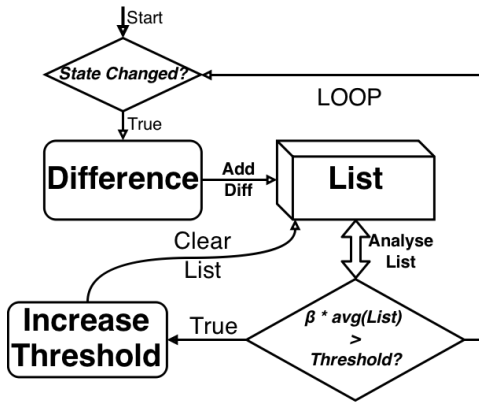 Start
State Changed?
LOOP
True
Difference
Add
Diff
List
Analyse
List
Clear
List
Increase
Threshold
True
β * avg(List)
>
Threshold?